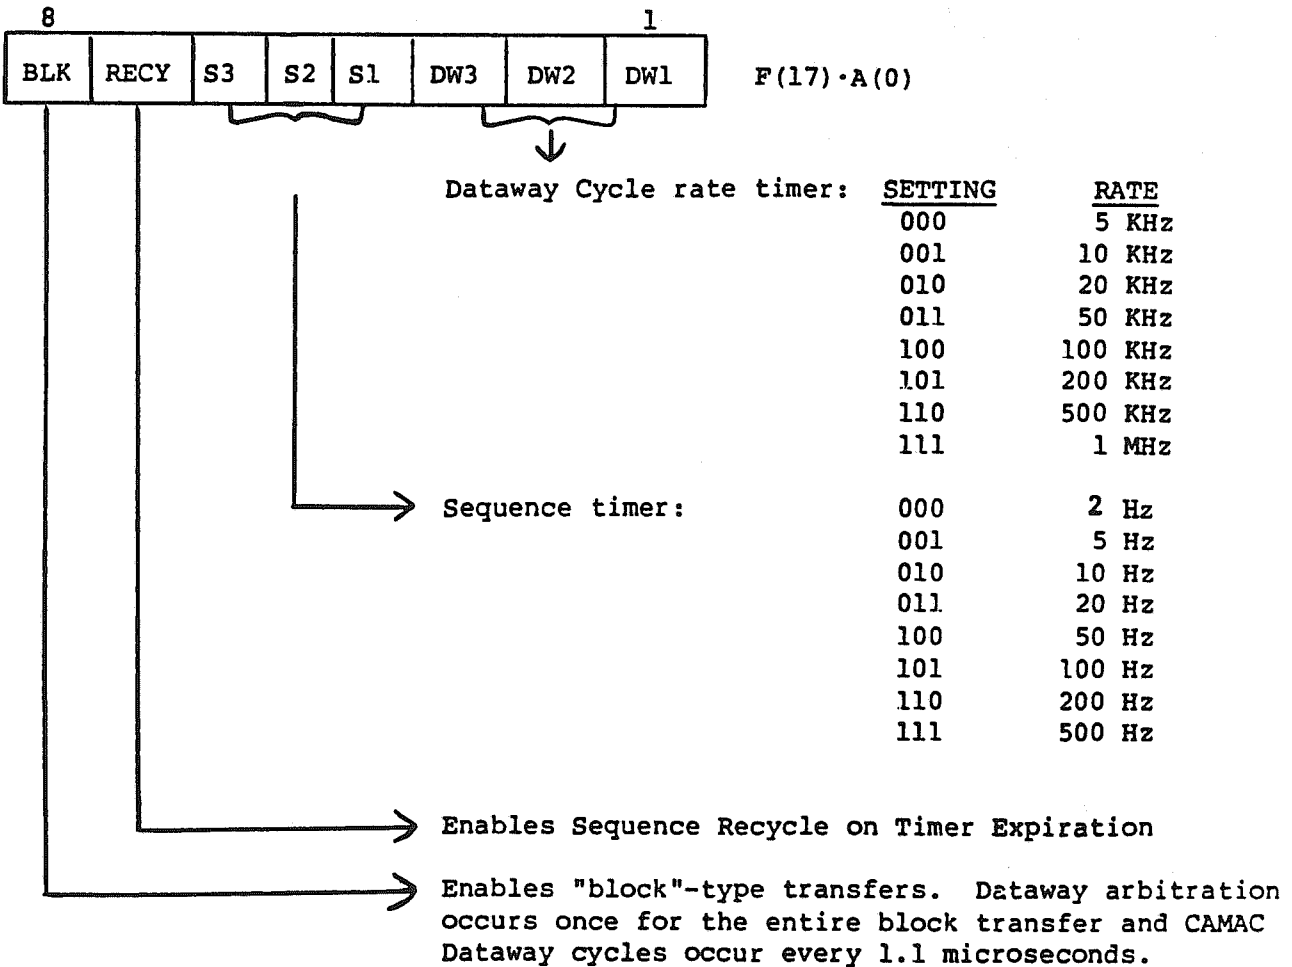 8 1
BLK RECY S3 S2 S1 DW3 DW2 DW1 F(17)·A(0)
Dataway Cycle rate timer: SETTING RATE
000 5 KHz
001 10 KHz
010 20 KHz
011 50 KHz
100 100 KHz
101 200 KHz
110 500 KHz
111 1 MHz
Sequence timer: 000 2 Hz
001 5 Hz
010 10 Hz
011 20 Hz
100 50 Hz
101 100 Hz
110 200 Hz
111 500 Hz
Enables Sequence Recycle on Timer Expiration
Enables "block"-type transfers. Dataway arbitration
occurs once for the entire block transfer and CAMAC
Dataway cycles occur every 1.1 microseconds.